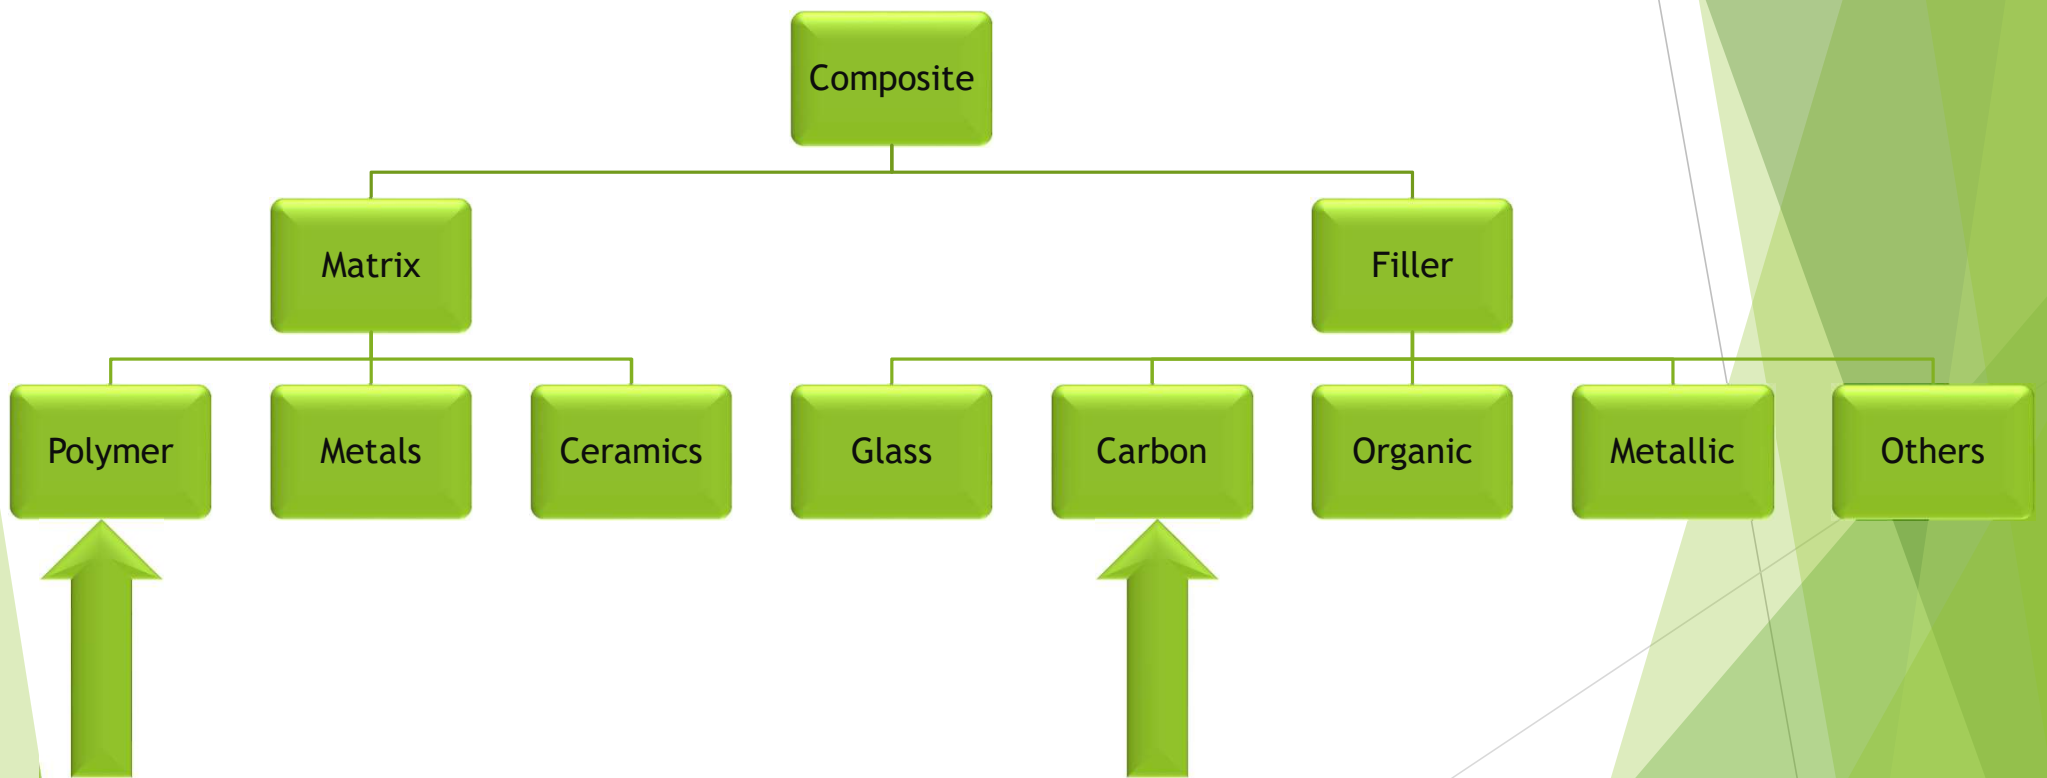 Composite
Matrix
Filler
Polymer
Metals
Ceramics
Glass
Carbon
Organic
Metallic
Others